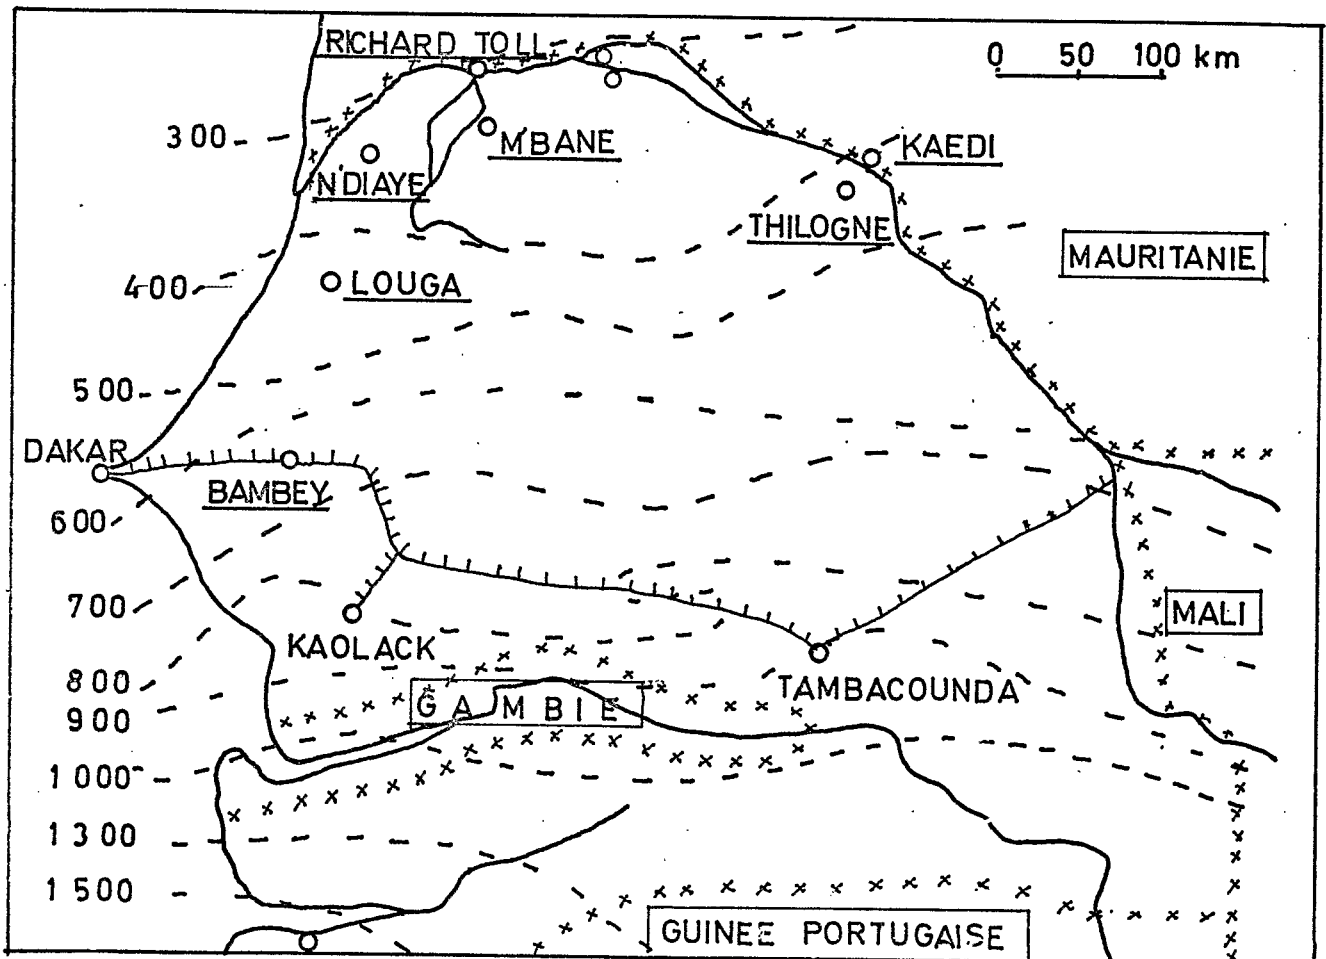 RICHARD TOLL
0 50 100 km
300
M'BANE
KAEDI
N'DIAYE
THILOGNE
MAURITANIE
400
LOUGA
500
DAKAR
BAMBEY
600
700
MALI
KAOLACK
800
TAMBACOUNDA
GAMBIE
900
1000
1300
1500
GUINEE PORTUGAISE